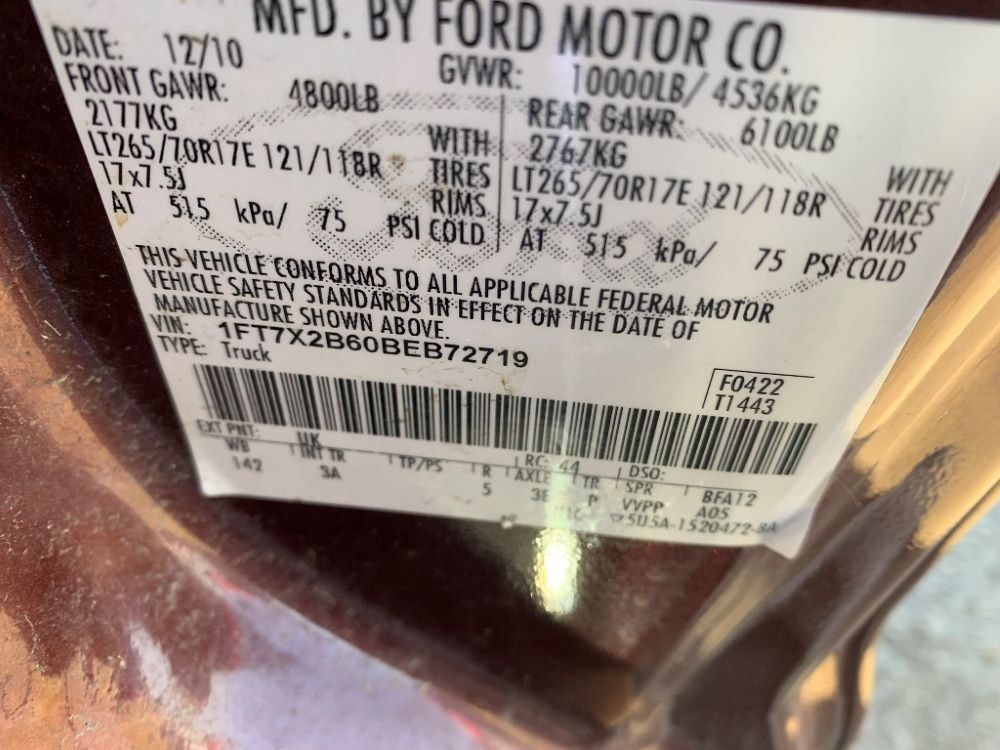 MFD. BY FORD MOTOR CO.
DATE: 12/10 GVWR: 10000LB/ 4536KG
FRONT GAWR: 4800LB REAR GAWR: 6100LB
2177KG WITH 2767KG WITH
LT265/70R17E 121/118R TIRES LT265/70R17E 121/118R TIRES
17x7.5J RIMS 17x7.5J RIMS
AT 515 kPa/ 75 PSI COLD AT 515 kPa/ 75 PSI COLD
THIS VEHICLE CONFORMS TO ALL APPLICABLE FEDERAL MOTOR
VEHICLE SAFETY STANDARDS IN EFFECT ON THE DATE OF
MANUFACTURE SHOWN ABOVE.
VIN: 1FT7X2B60BEB72719
TYPE: Truck
F0422
T1443
EXT PNT: UK RC: 44 DSO:
WB INT TR TP/PS R AXLE TR SPR BFA12
142 3A 5 P VVPP A05
5U5A-1520472-BA